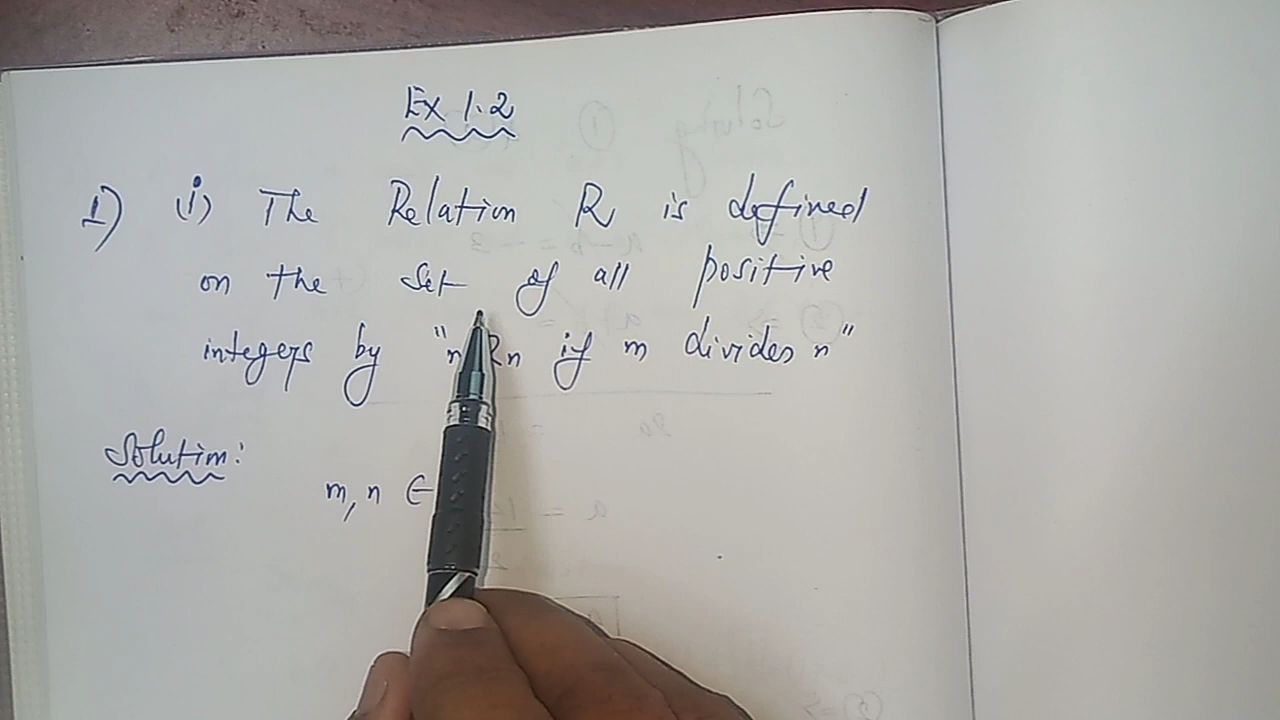 Ex 1.2
1) (i) The Relation R is defined
on the set of all positive
integers by "mRn if m divides n"
Solution:
m, n ∈